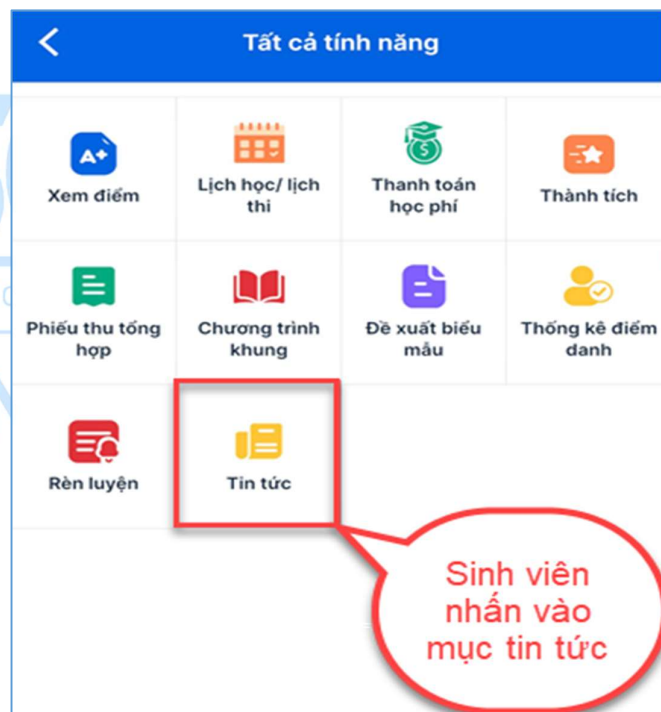 Tất cả tính năng
A+
Xem điểm
Lịch học/ lịch
thi
Thanh toán
học phí
Thành tích
Phiếu thu tổng
hợp
Chương trình
khung
Đề xuất biểu
mẫu
Thống kê điểm
danh
Rèn luyện
Tin tức
Sinh viên
nhấn vào
mục tin tức